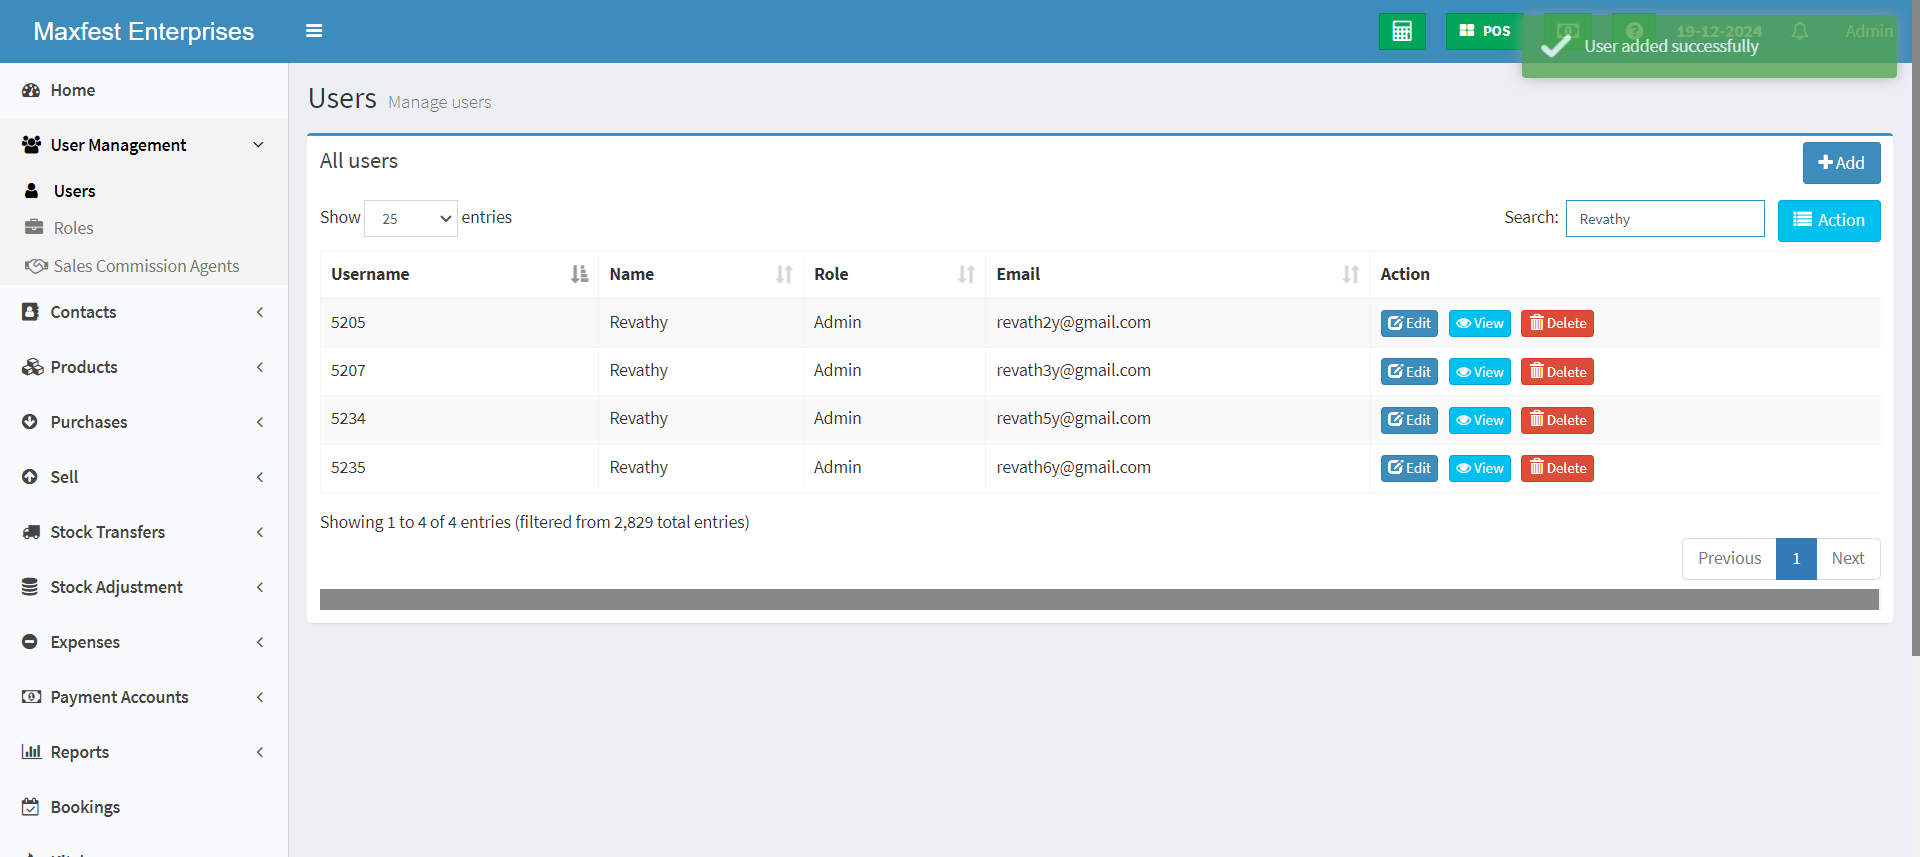 Maxfest Enterprises
POS
19-12-2024
Admin
User added successfully
Home
User Management
Users
Roles
Sales Commission Agents
Contacts
Products
Purchases
Sell
Stock Transfers
Stock Adjustment
Expenses
Payment Accounts
Reports
Bookings
Users Manage users
All users
Add
Show 25 entries
Search: Revathy
Action
Username Name Role Email Action
5205 Revathy Admin revath2y@gmail.com Edit View Delete
5207 Revathy Admin revath3y@gmail.com Edit View Delete
5234 Revathy Admin revath5y@gmail.com Edit View Delete
5235 Revathy Admin revath6y@gmail.com Edit View Delete
Showing 1 to 4 of 4 entries (filtered from 2,829 total entries)
Previous 1 Next